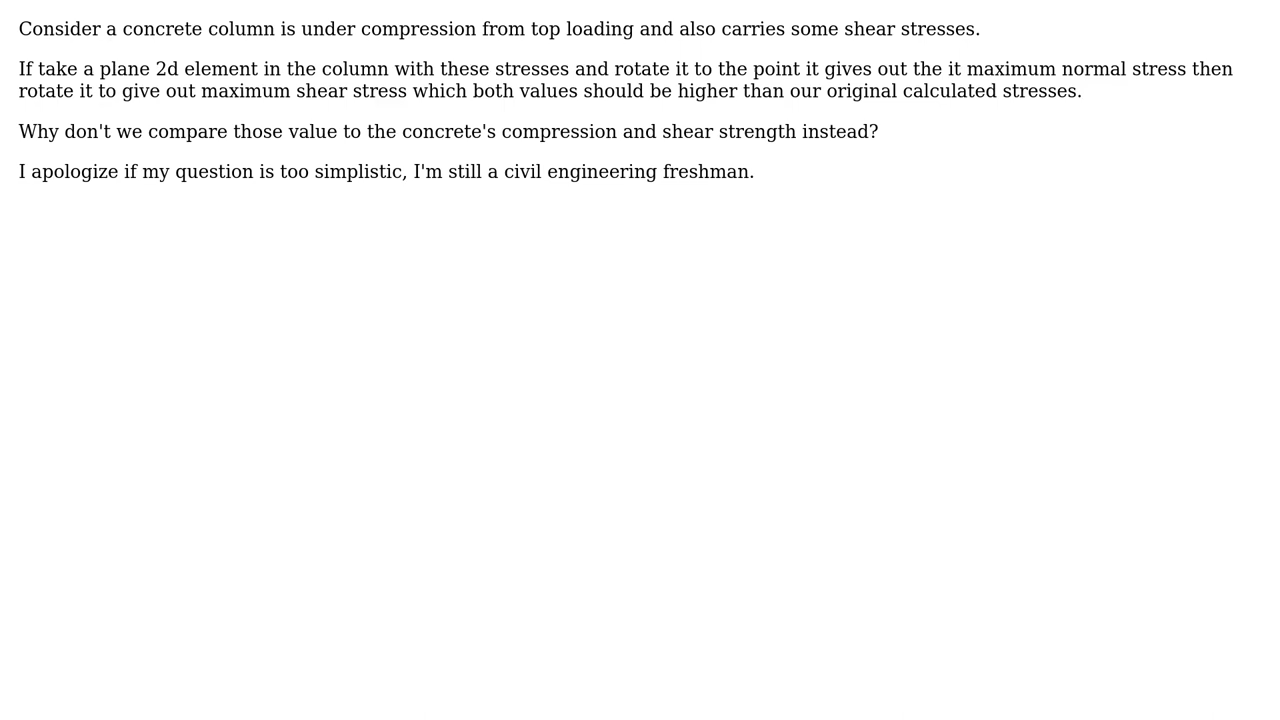 Consider a concrete column is under compression from top loading and also carries some shear stresses.
If take a plane 2d element in the column with these stresses and rotate it to the point it gives out the it maximum normal stress then
rotate it to give out maximum shear stress which both values should be higher than our original calculated stresses.
Why don't we compare those value to the concrete's compression and shear strength instead?
I apologize if my question is too simplistic, I'm still a civil engineering freshman.